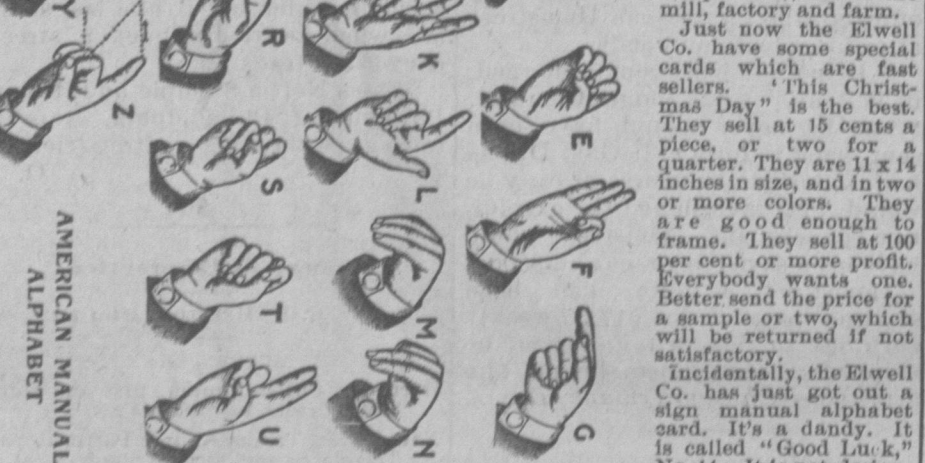 Y
Z
AMERICAN MANUAL
ALPHABET
R
S
T
U
K
L
M
N
E
F
G
mill, factory and farm.
Just now the Elwell
Co. have some special
cards which are fast
sellers. 'This Christ-
mas Day" is the best.
They sell at 15 cents a
piece, or two for a
quarter. They are 11 x 14
inches in size, and in two
or more colors. They
are good enough to
frame. They sell at 100
per cent or more profit.
Everybody wants one.
Better send the price for
a sample or two, which
will be returned if not
satisfactory.
Incidentally, the Elwell
Co. has just got out a
sign manual alphabet
card. It's a dandy. It
is called "Good Luck,"